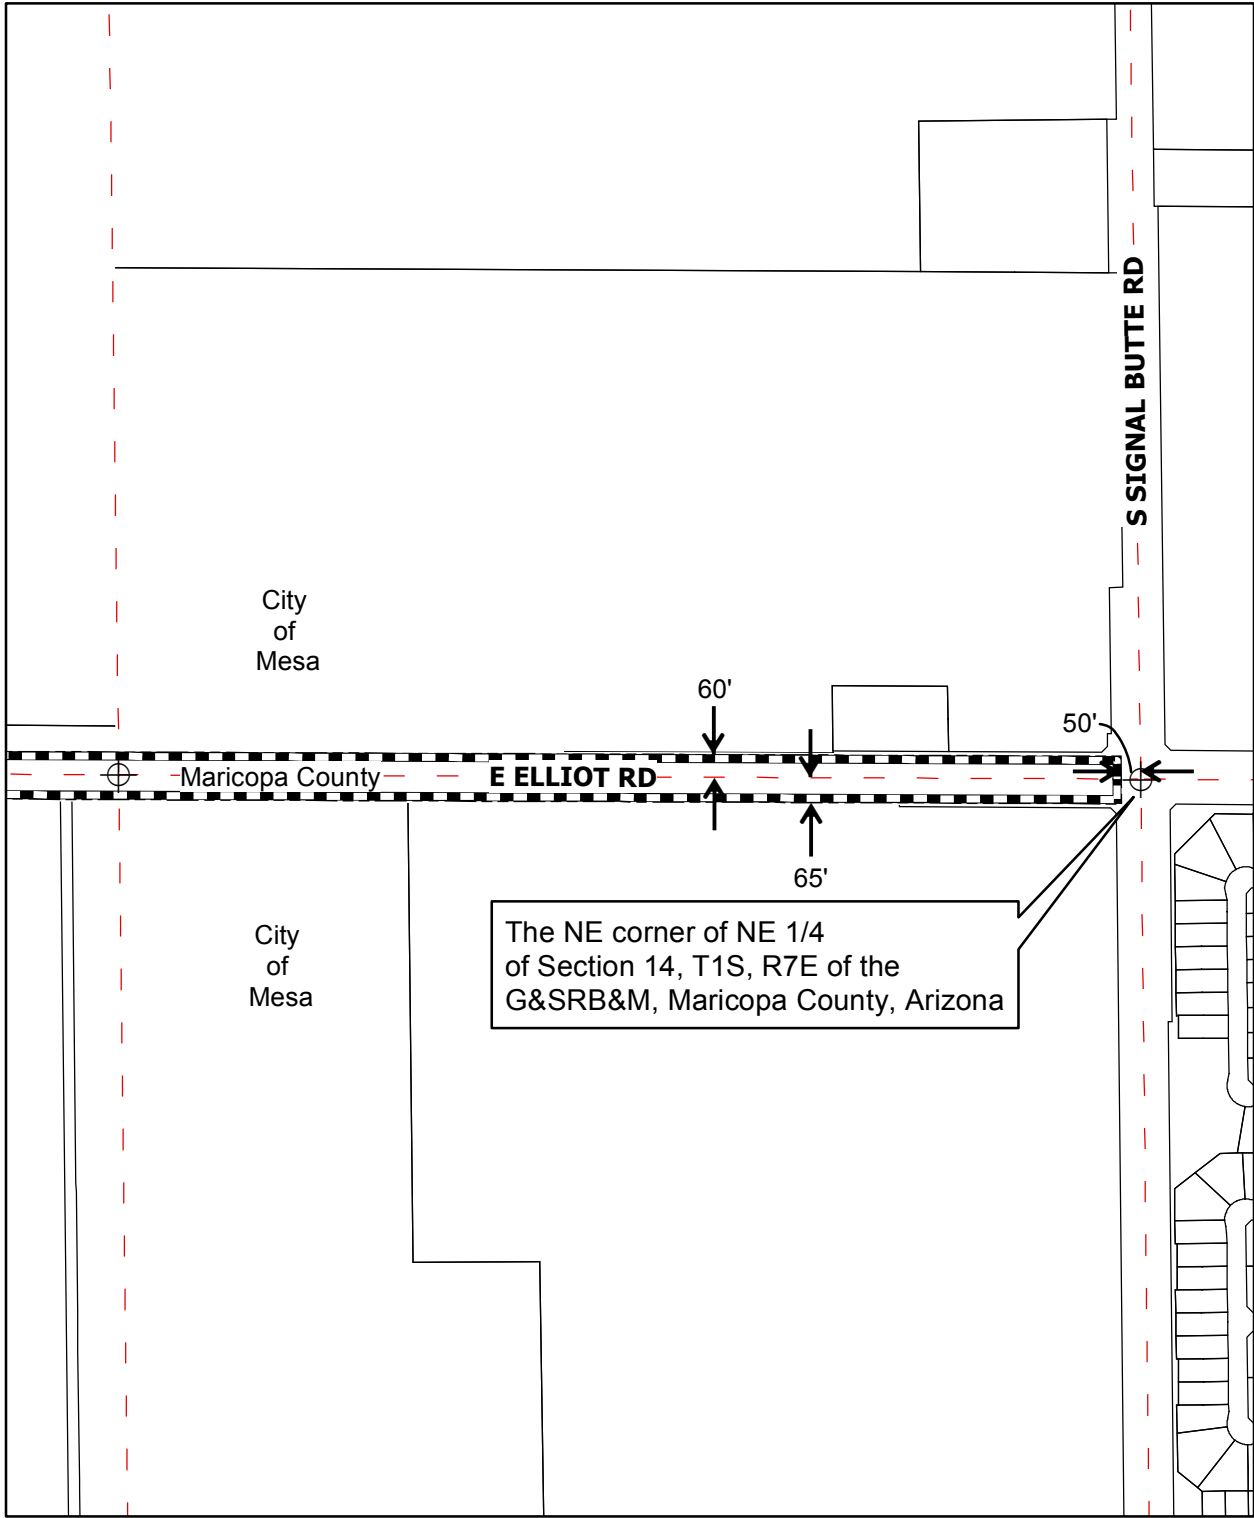 S SIGNAL BUTTE RD
City
of
Mesa
60'
50'
Maricopa County
E ELLIOT RD
65'
The NE corner of NE 1/4
of Section 14, T1S, R7E of the
G&SRB&M, Maricopa County, Arizona
City
of
Mesa